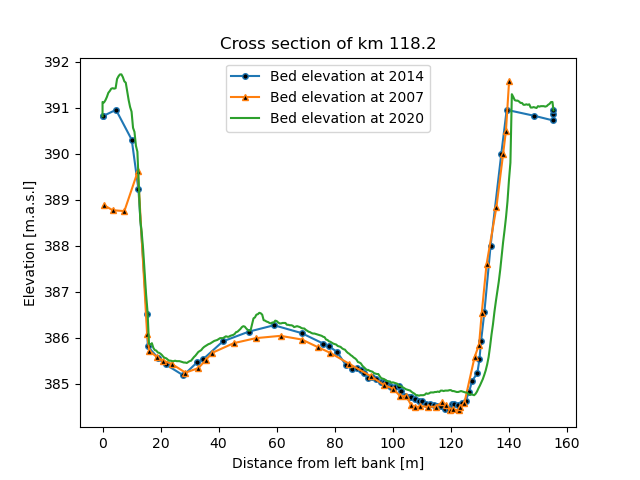 Cross section of km 118.2
Bed elevation at 2014
Bed elevation at 2007
Bed elevation at 2020
Elevation [m.a.s.l]
392
391
390
389
388
387
386
385
0 20 40 60 80 100 120 140 160
Distance from left bank [m]